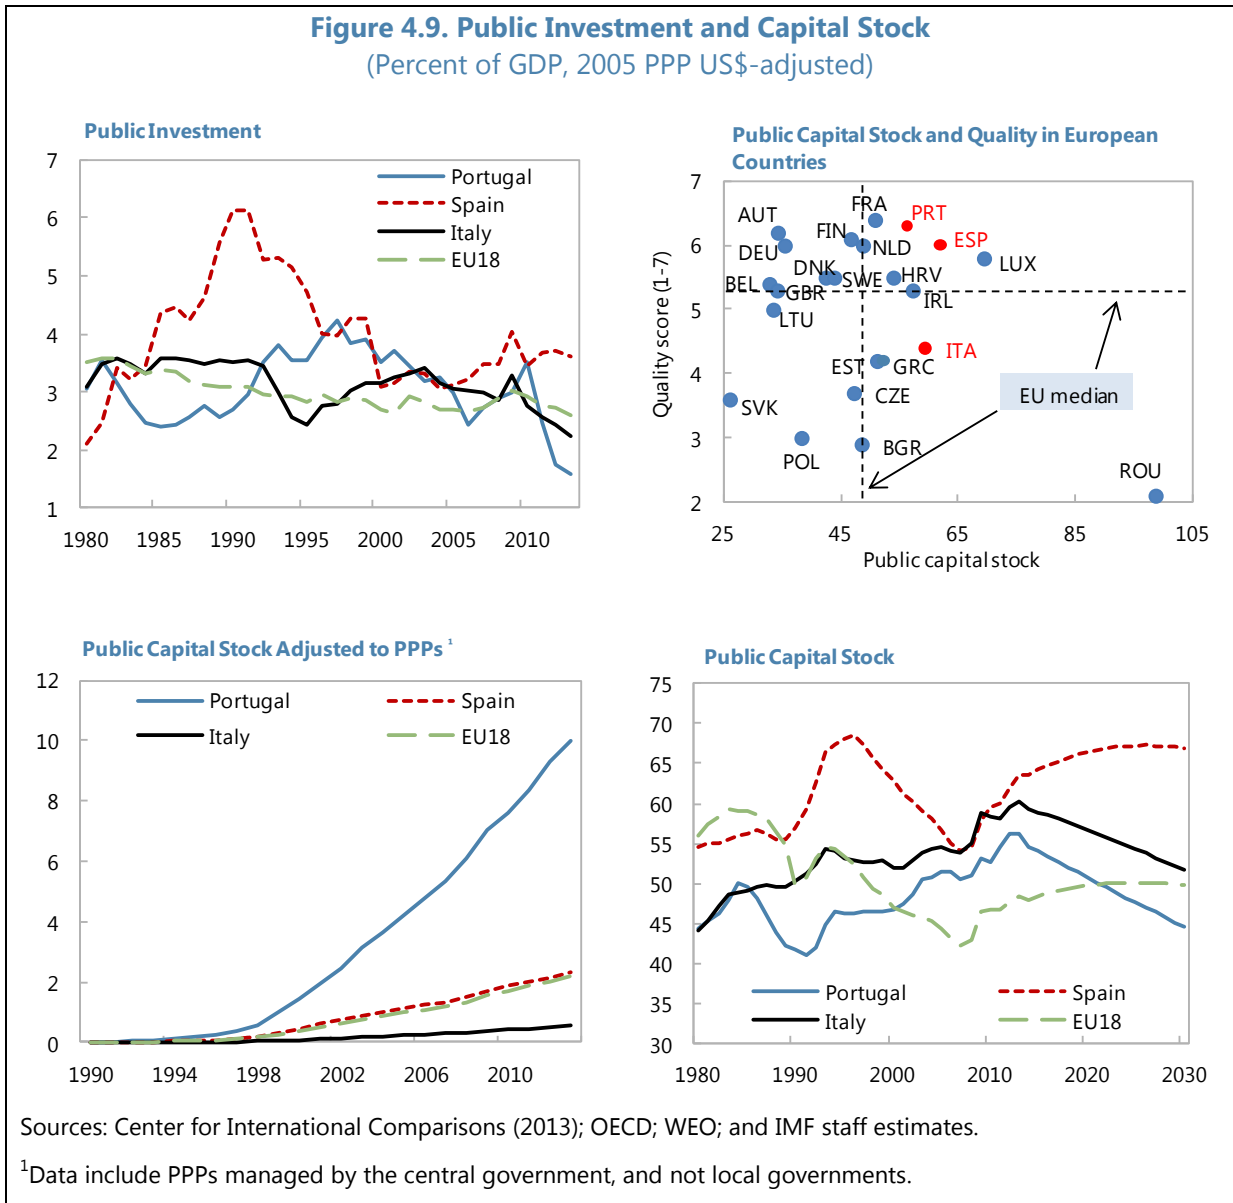 Figure 4.9. Public Investment and Capital Stock
(Percent of GDP, 2005 PPP US$-adjusted)
Public Investment
7
6
5
4
3
2
1
Portugal
Spain
Italy
EU18
1980 1985 1990 1995 2000 2005 2010
Public Capital Stock and Quality in European
Countries
Quality score (1-7)
7
6
5
4
3
2
FRA
PRT
AUT
FIN
ESP
DEU
NLD
LUX
DNK
SWE
HRV
BEL
GBR
IRL
LTU
ITA
EST
GRC
CZE
EU median
SVK
BGR
POL
ROU
25 45 65 85 105
Public capital stock
Public Capital Stock Adjusted to PPPs ¹
12
10
8
6
4
2
0
Portugal
Spain
Italy
EU18
1990 1994 1998 2002 2006 2010
Public Capital Stock
75
70
65
60
55
50
45
40
35
30
Portugal
Spain
Italy
EU18
1980 1990 2000 2010 2020 2030
Sources: Center for International Comparisons (2013); OECD; WEO; and IMF staff estimates.
¹Data include PPPs managed by the central government, and not local governments.